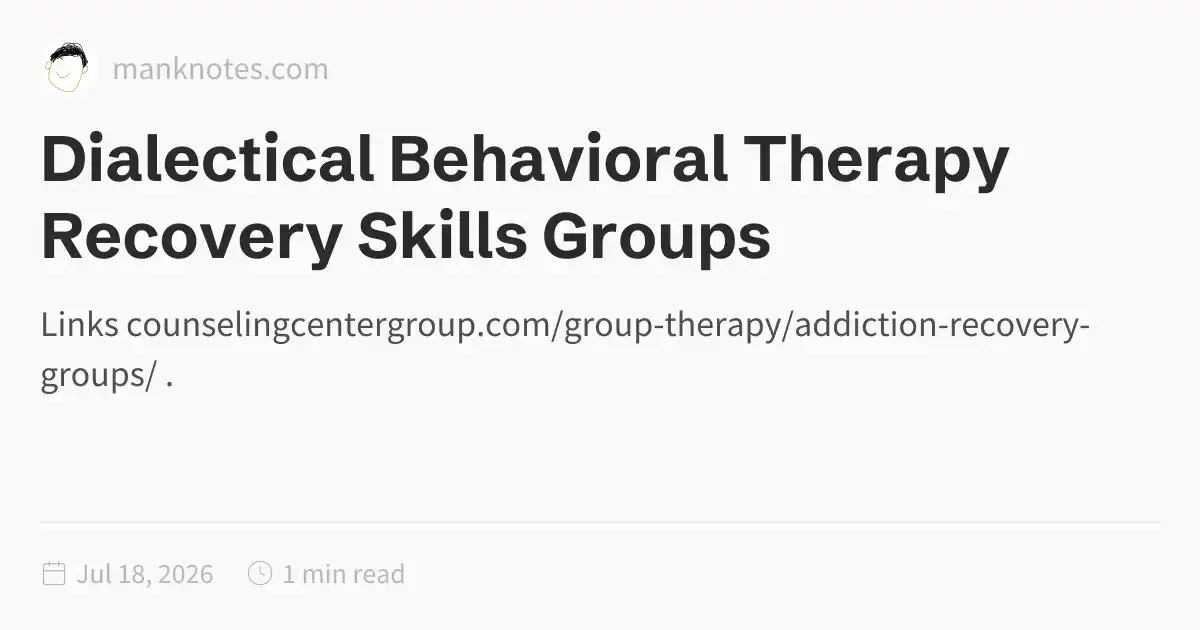 manknotes.com
Dialectical Behavioral Therapy
Recovery Skills Groups
Links counselingcentergroup.com/group-therapy/addiction-recovery-
groups/ .
Jul 18, 2026 1 min read